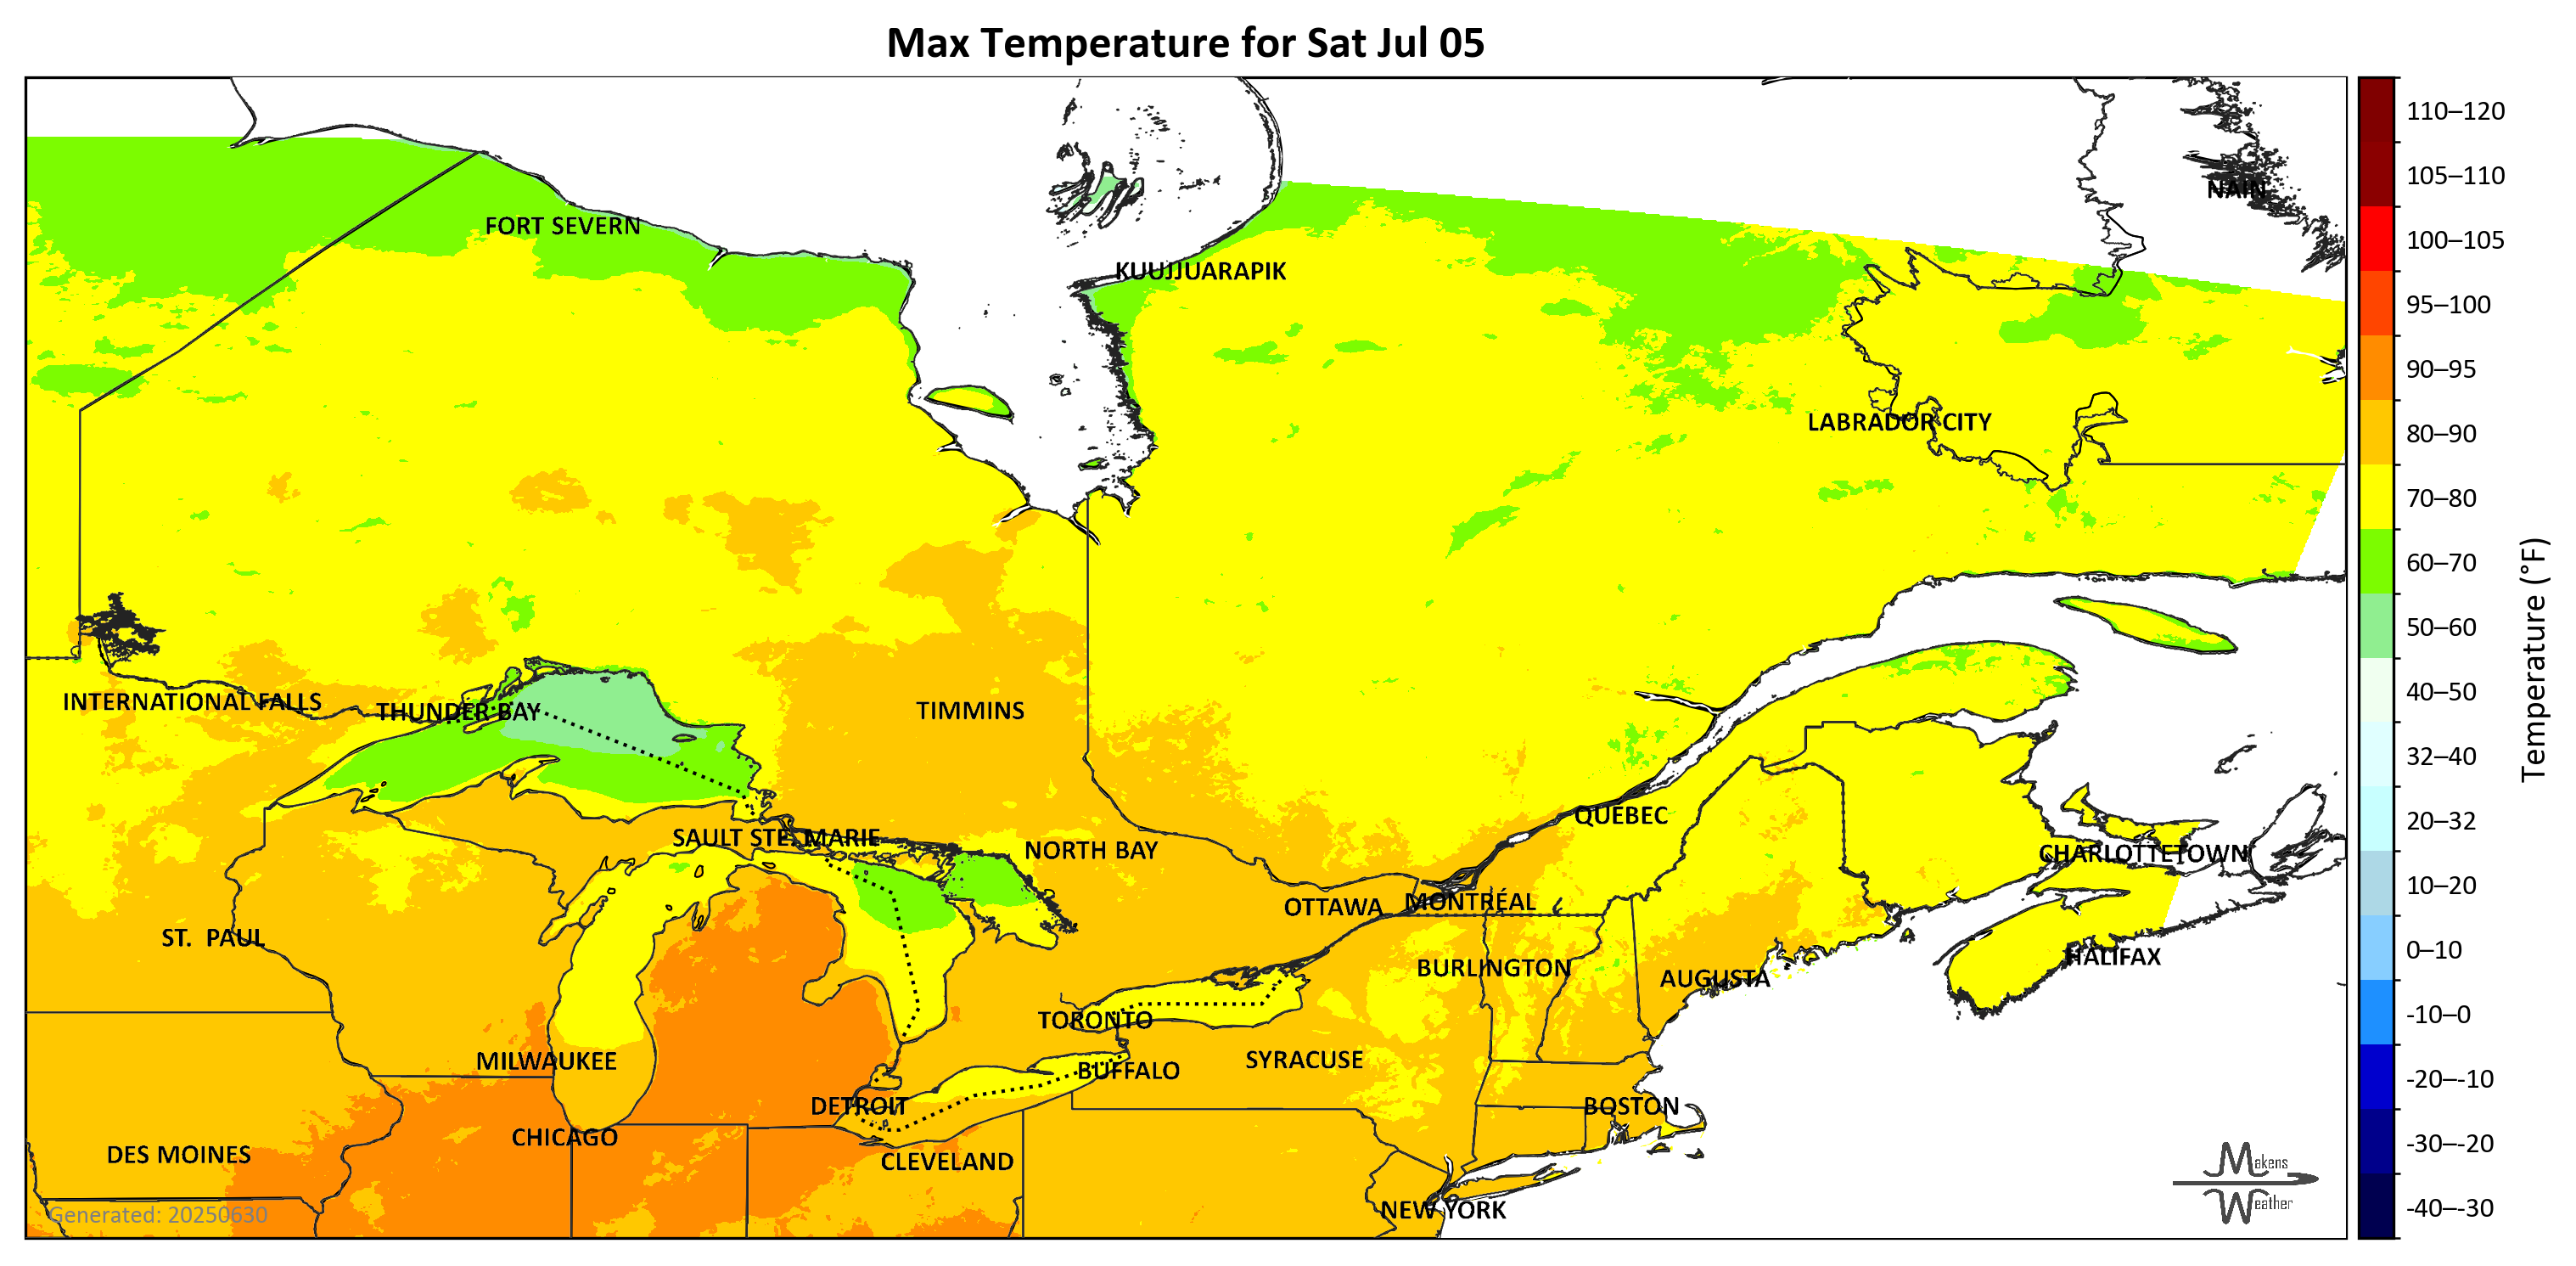 Max Temperature for Sat Jul 05
110–120
105–110
100–105
95–100
90–95
80–90
70–80
60–70
50–60
40–50
32–40
20–32
10–20
0–10
-10–0
-20–-10
-30–-20
-40–-30
Temperature (°F)
NAIN
FORT SEVERN
KUUJJUARAPIK
LABRADOR CITY
INTERNATIONAL FALLS
THUNDER BAY
TIMMINS
QUEBEC
SAULT STE. MARIE
NORTH BAY
CHARLOTTETOWN
OTTAWA
MONTRÉAL
ST. PAUL
HALIFAX
BURLINGTON
AUGUSTA
TORONTO
MILWAUKEE
SYRACUSE
BUFFALO
DETROIT
BOSTON
CHICAGO
DES MOINES
CLEVELAND
NEW YORK
Generated: 20250630
Makens
Weather